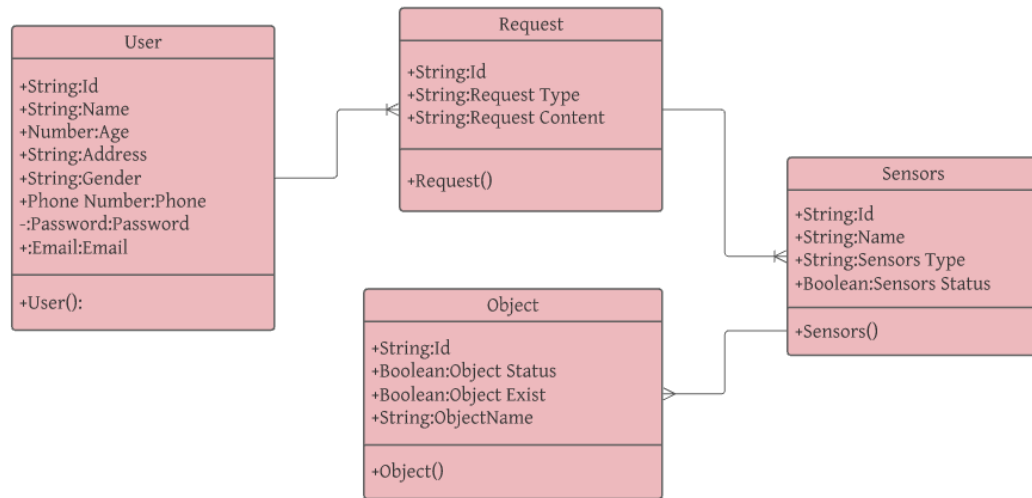 User
+String:Id
+String:Name
+Number:Age
+String:Address
+String:Gender
+Phone Number:Phone
-:Password:Password
+:Email:Email
+User():
Request
+String:Id
+String:Request Type
+String:Request Content
+Request()
Sensors
+String:Id
+String:Name
+String:Sensors Type
+Boolean:Sensors Status
+Sensors()
Object
+String:Id
+Boolean:Object Status
+Boolean:Object Exist
+String:ObjectName
+Object()